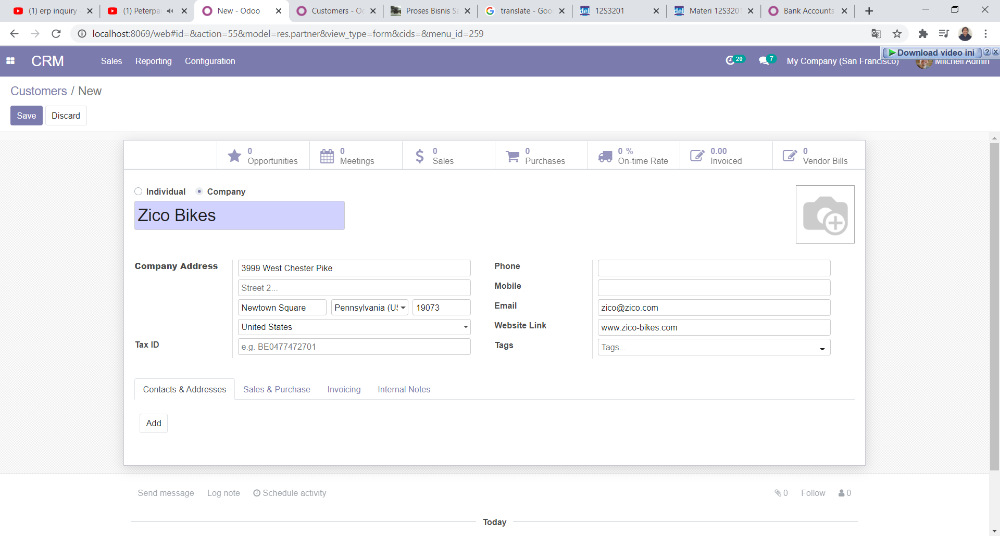 (1) erp inquiry
(1) Peterpa
New - Odoo
Customers - Oc
Proses Bisnis Sa
translate - Goo
12S3201
Materi 12S3201
Bank Accounts
localhost:8069/web#id=&action=55&model=res.partner&view_type=form&cids=&menu_id=259
CRM
Sales
Reporting
Configuration
20
7
My Company (San Francisco)
Mitchell Admin
Download video ini
?
X
Customers / New
Save
Discard
0
Opportunities
0
Meetings
0
Sales
0
Purchases
0 %
On-time Rate
0.00
Invoiced
0
Vendor Bills
Individual
Company
Zico Bikes
Company Address
3999 West Chester Pike
Street 2...
Newtown Square
Pennsylvania (US
19073
United States
Tax ID
e.g. BE0477472701
Phone
Mobile
Email
zico@zico.com
Website Link
www.zico-bikes.com
Tags
Tags...
Contacts & Addresses
Sales & Purchase
Invoicing
Internal Notes
Add
Send message
Log note
Schedule activity
0
Follow
0
Today